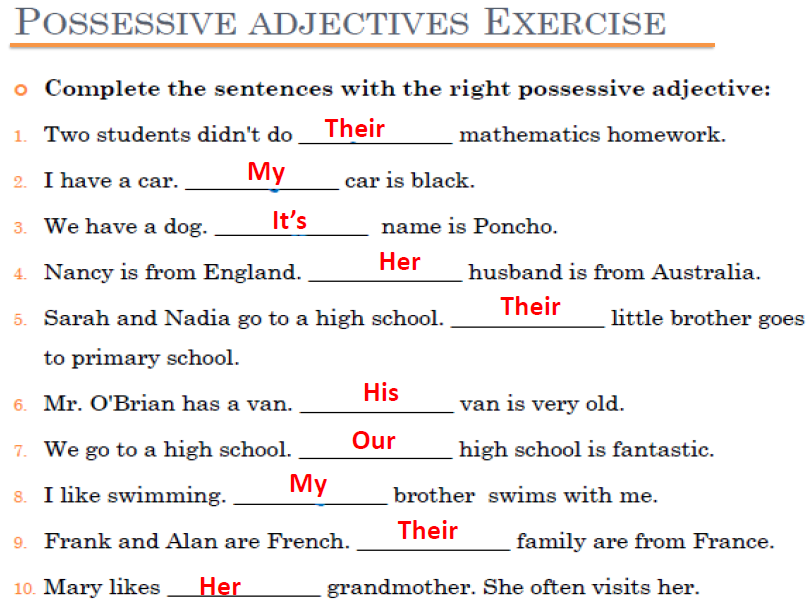 POSSESSIVE ADJECTIVES EXERCISE
Complete the sentences with the right possessive adjective:
1. Two students didn't do Their mathematics homework.
2. I have a car. My car is black.
3. We have a dog. It's name is Poncho.
4. Nancy is from England. Her husband is from Australia.
5. Sarah and Nadia go to a high school. Their little brother goes
to primary school.
6. Mr. O'Brian has a van. His van is very old.
7. We go to a high school. Our high school is fantastic.
8. I like swimming. My brother swims with me.
9. Frank and Alan are French. Their family are from France.
10. Mary likes Her grandmother. She often visits her.